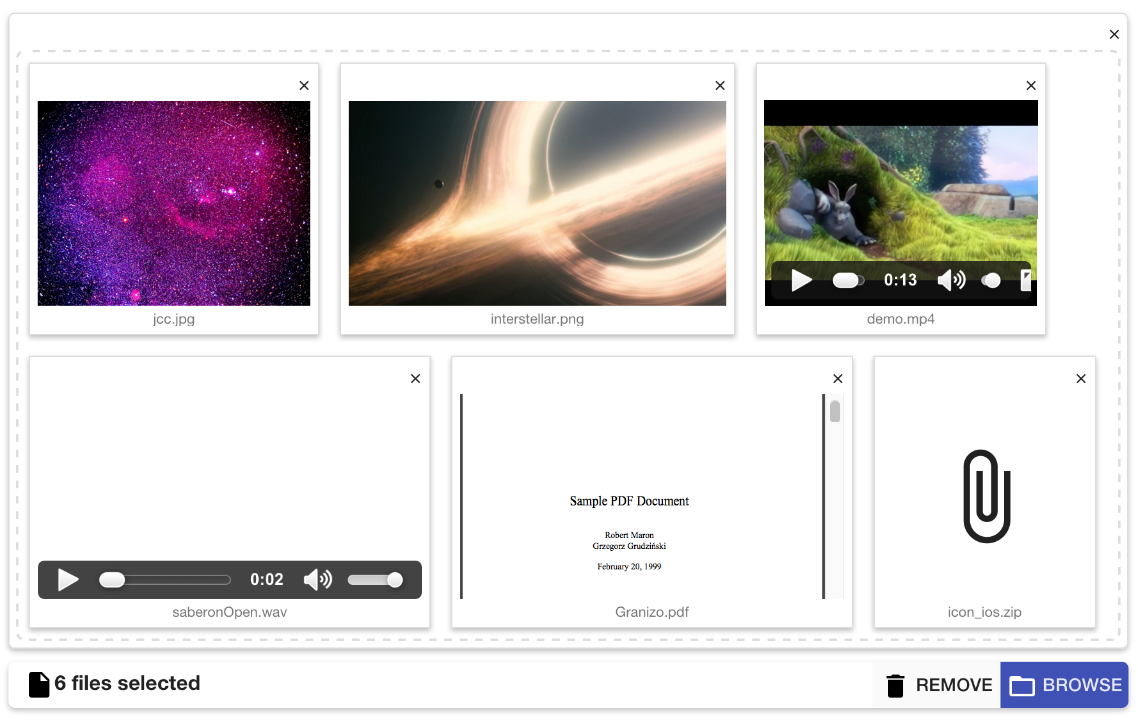 jcc.jpg
interstellar.png
0:13
demo.mp4
0:02
saberonOpen.wav
Sample PDF Document
Robert Maron
Grzegorz Grudziński
February 20, 1999
Granizo.pdf
icon_ios.zip
6 files selected
REMOVE
BROWSE